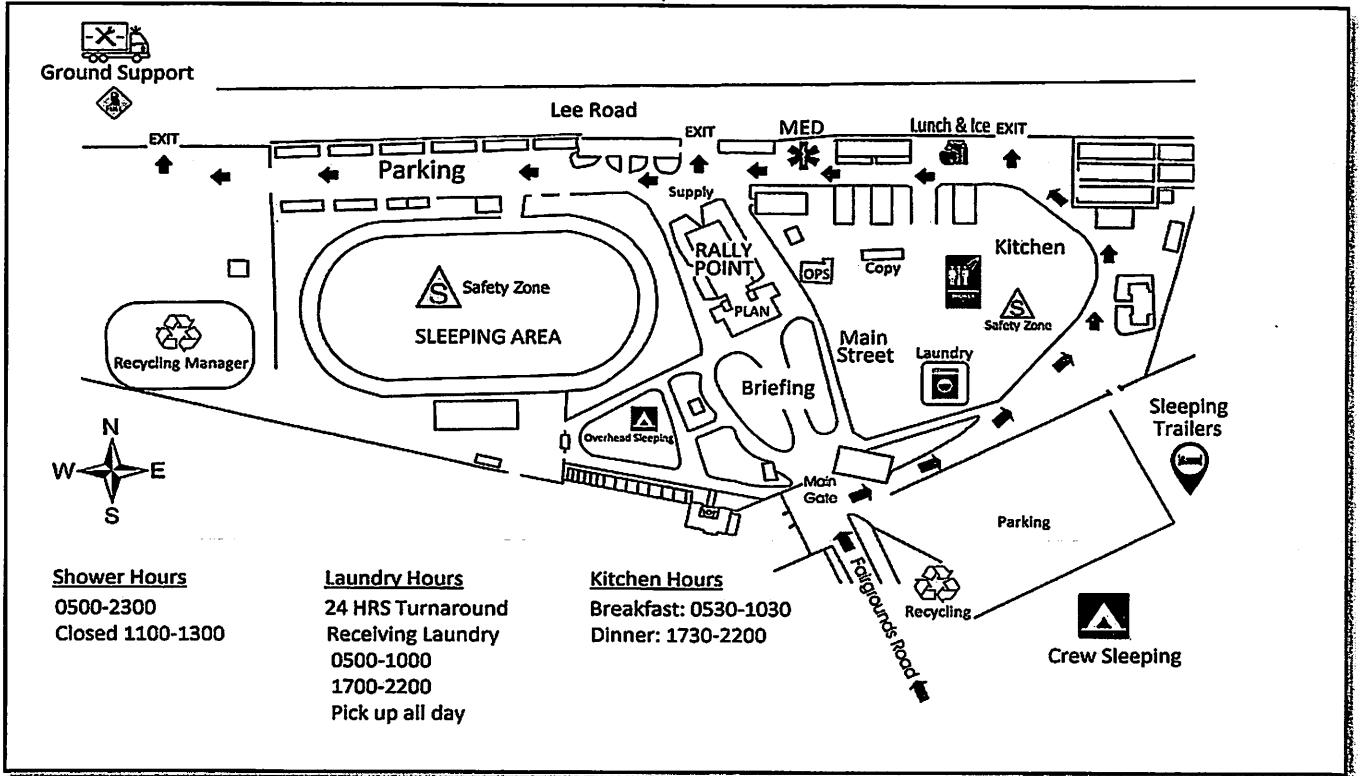 Ground Support
Lee Road
EXIT
EXIT
MED
Lunch & Ice
EXIT
Parking
Supply
RALLY
POINT
Kitchen
OPS
Copy
S
Safety Zone
PLAN
S
Safety Zone
SLEEPING AREA
Main
Street
Recycling Manager
Laundry
Briefing
Sleeping
Trailers
Overhead Sleeping
N
W
E
S
Main
Gate
Parking
Fairgrounds Road
Recycling
Crew Sleeping
Shower Hours
0500-2300
Closed 1100-1300
Laundry Hours
24 HRS Turnaround
Receiving Laundry
0500-1000
1700-2200
Pick up all day
Kitchen Hours
Breakfast: 0530-1030
Dinner: 1730-2200